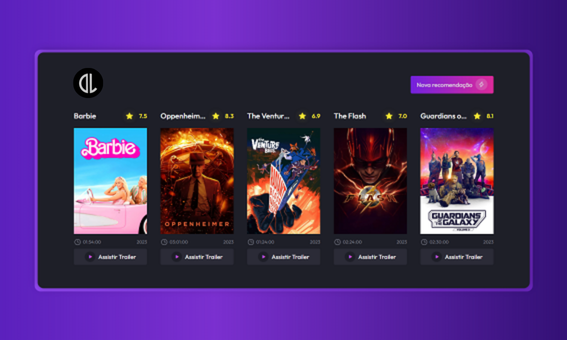 DL
Nova recomendação
Barbie 7.5
Oppenheim... 8.3
The Ventur... 6.9
The Flash 7.0
Guardians o... 8.1
Barbie
THE VENTURE BROS.
OPPENHEIMER
GUARDIANS
OF THE
GALAXY
01:54:00 2023
03:01:00 2023
01:24:00 2023
02:24:00 2023
02:30:00 2023
Assistir Trailer
Assistir Trailer
Assistir Trailer
Assistir Trailer
Assistir Trailer